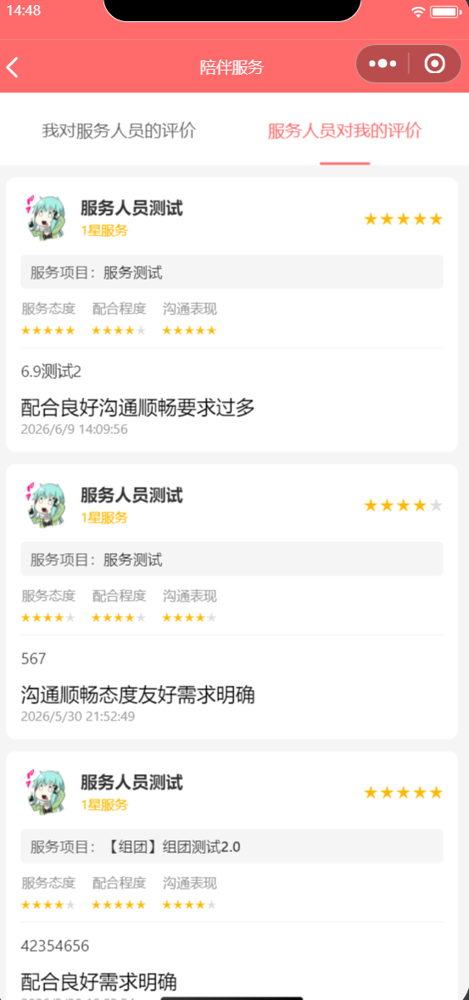 14:48
陪伴服务
我对服务人员的评价
服务人员对我的评价
服务人员测试
1星服务
服务项目：服务测试
服务态度 配合程度 沟通表现
6.9测试2
配合良好沟通顺畅要求过多
2026/6/9 14:09:56
服务人员测试
1星服务
服务项目：服务测试
服务态度 配合程度 沟通表现
567
沟通顺畅态度友好需求明确
2026/5/30 21:52:49
服务人员测试
1星服务
服务项目：【组团】组团测试2.0
服务态度 配合程度 沟通表现
42354656
配合良好需求明确